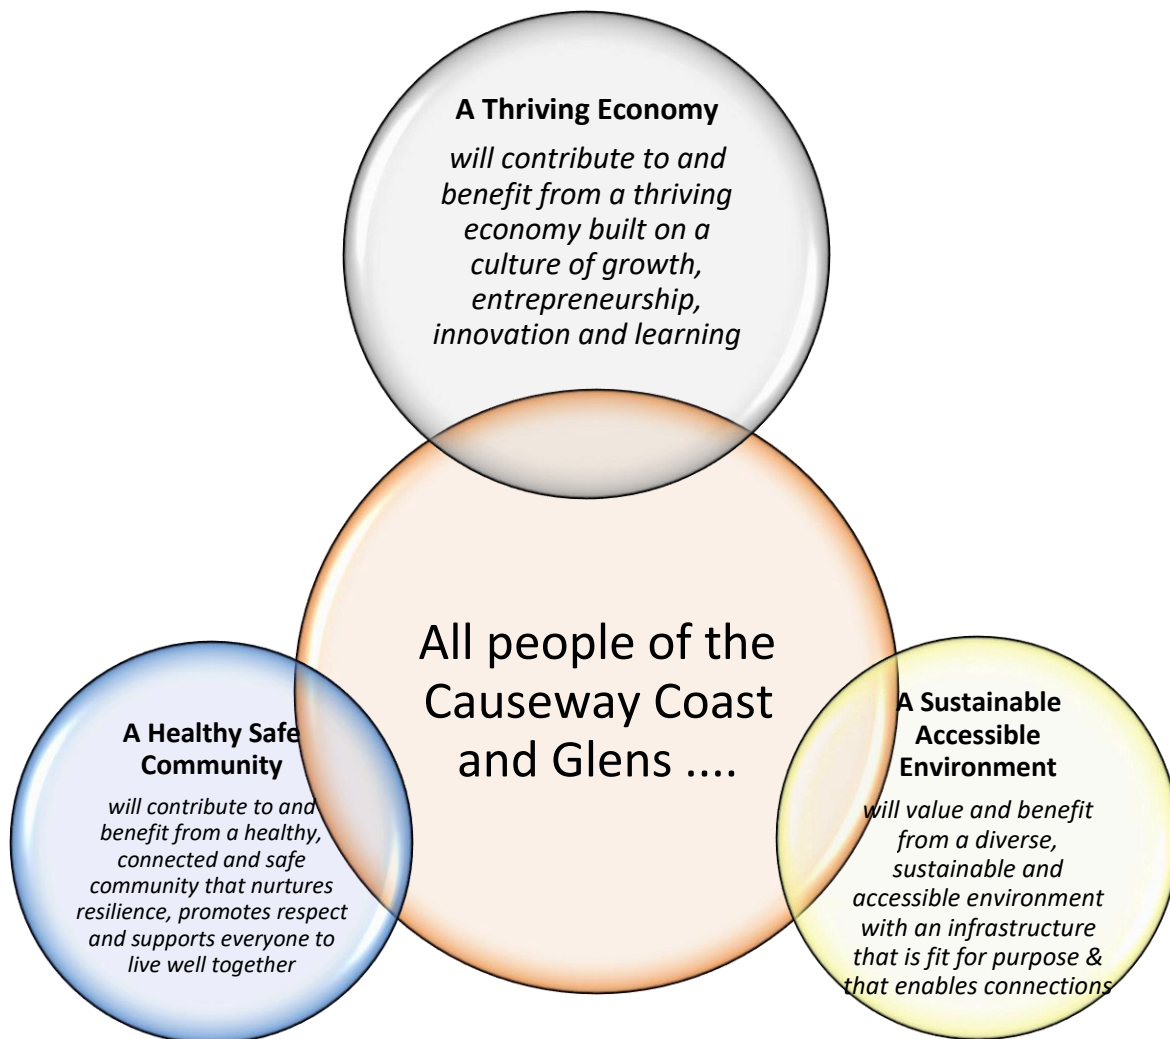 A Thriving Economy
will contribute to and
benefit from a thriving
economy built on a
culture of growth,
entrepreneurship,
innovation and learning
All people of the
Causeway Coast
and Glens ....
A Healthy Safe
Community
will contribute to and
benefit from a healthy,
connected and safe
community that nurtures
resilience, promotes respect
and supports everyone to
live well together
A Sustainable
Accessible
Environment
will value and benefit
from a diverse,
sustainable and
accessible environment
with an infrastructure
that is fit for purpose &
that enables connections